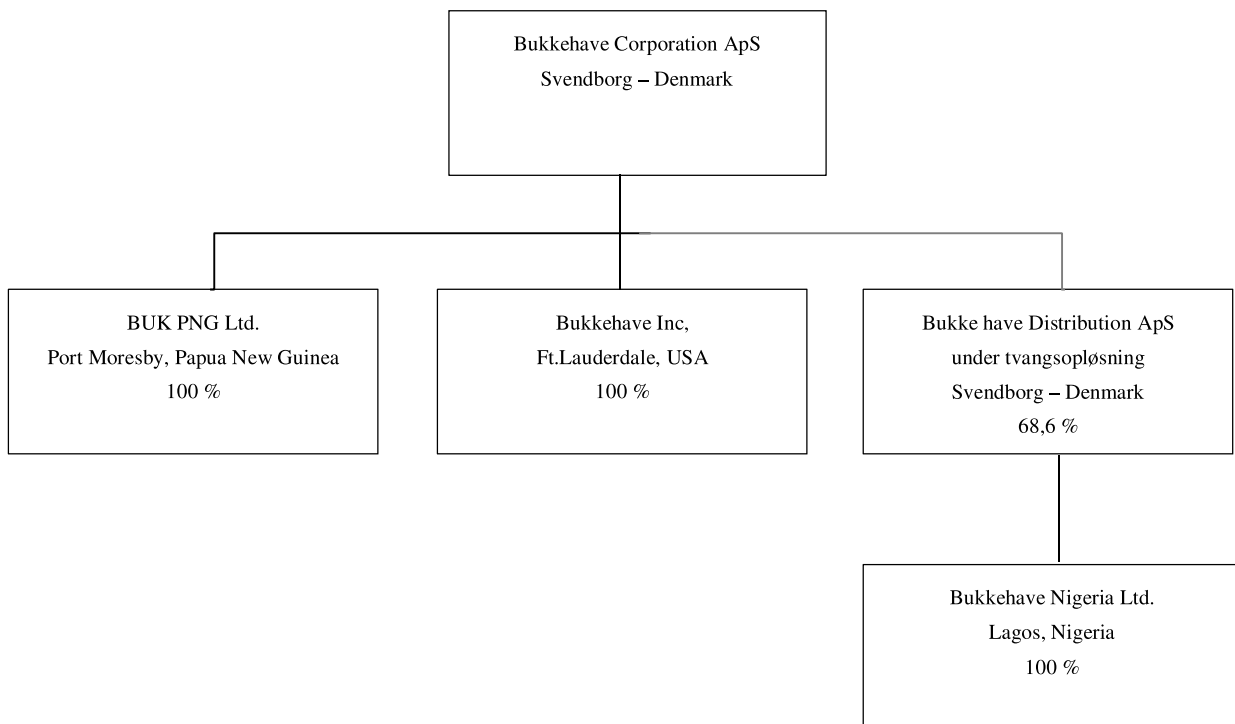 Bukkehave Corporation ApS
Svendborg – Denmark
BUK PNG Ltd.
Port Moresby, Papua New Guinea
100 %
Bukkehave Inc,
Ft.Lauderdale, USA
100 %
Bukke have Distribution ApS
under tvangsopløsning
Svendborg – Denmark
68,6 %
Bukkehave Nigeria Ltd.
Lagos, Nigeria
100 %